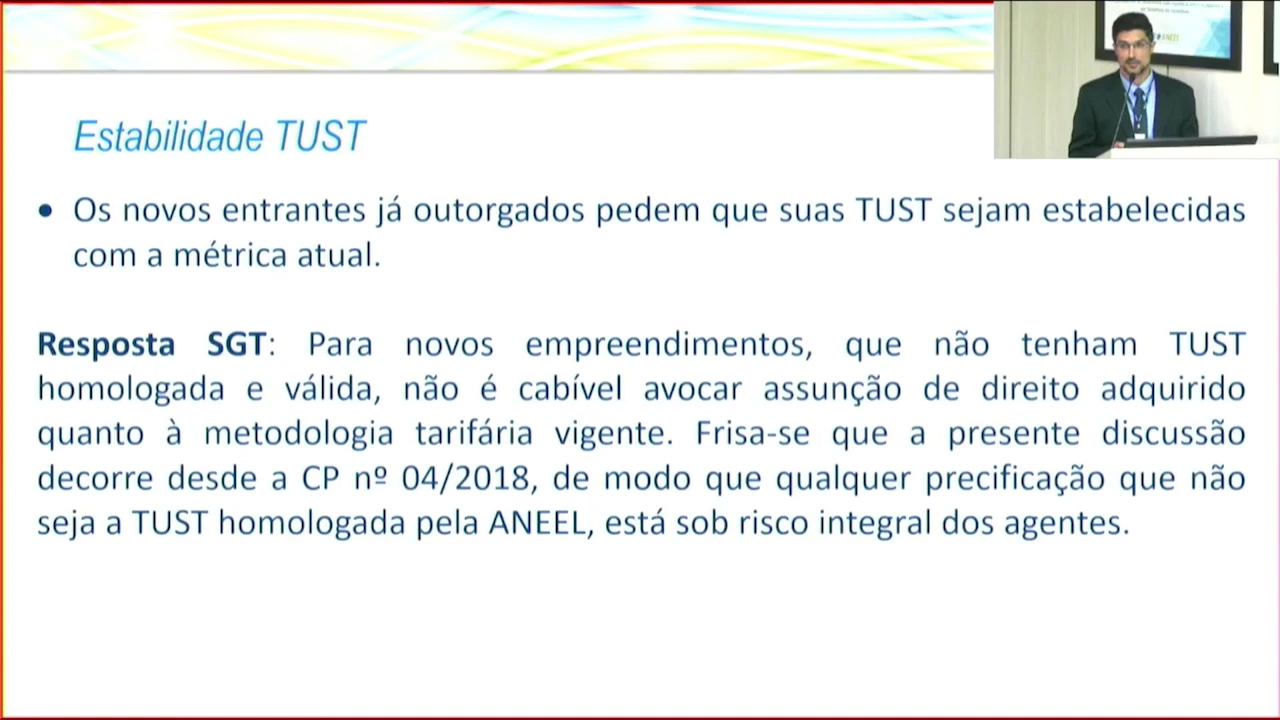 Estabilidade TUST
• Os novos entrantes já outorgados pedem que suas TUST sejam estabelecidas
com a métrica atual.
Resposta SGT: Para novos empreendimentos, que não tenham TUST
homologada e válida, não é cabível avocar assunção de direito adquirido
quanto à metodologia tarifária vigente. Frisa-se que a presente discussão
decorre desde a CP nº 04/2018, de modo que qualquer precificação que não
seja a TUST homologada pela ANEEL, está sob risco integral dos agentes.
ANEEL